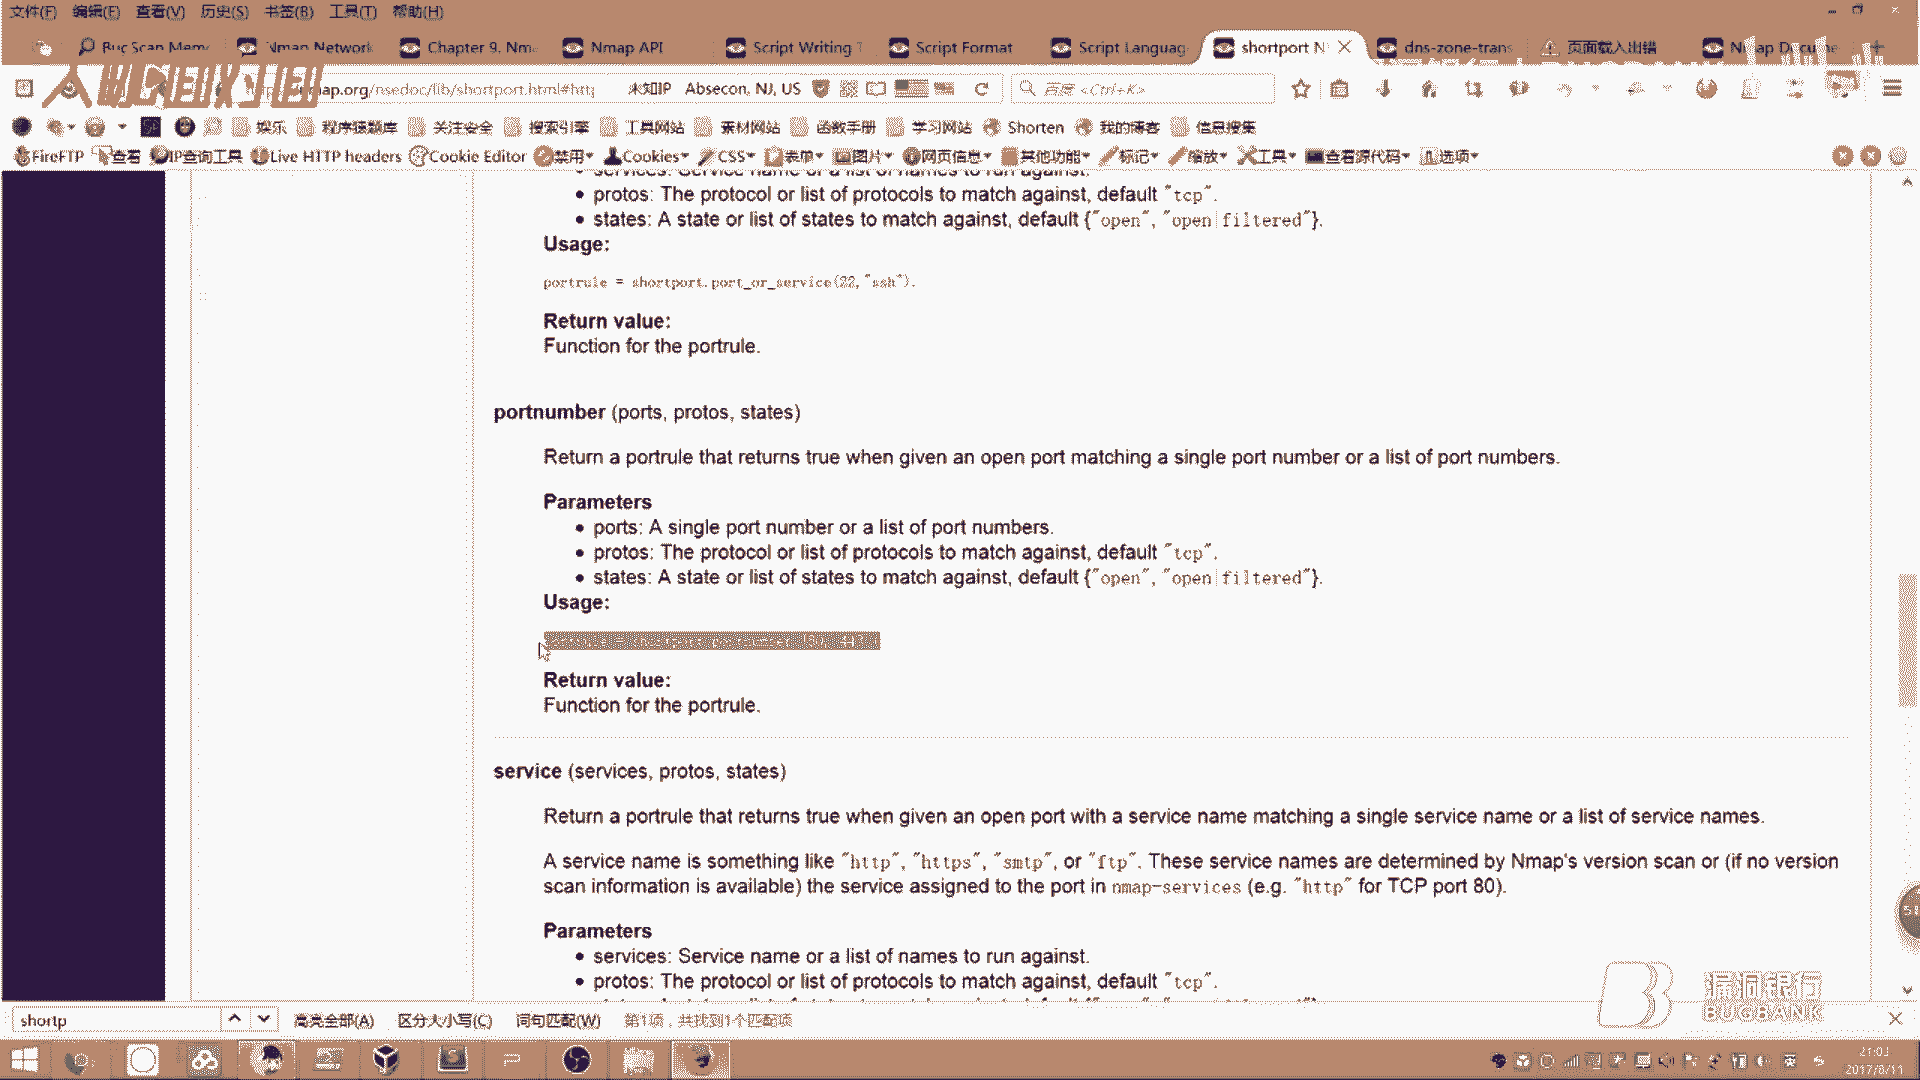 文件(F) 编辑(E) 查看(V) 历史(S) 书签(B) 工具(T) 帮助(H)
Buc Scan Memv Nmap Network Chapter 9. Nm Nmap API Script Writing T Script Format Script Languag shortport N dns-zone-trans 页面载入出错 Nmap Docume
map.org/nsedoc/lib/shortport.html#http 未知IP Absecon, NJ, US 百度 <Ctrl+K>
娱乐 程序猿题库 关注安全 搜索引擎 工具网站 素材网站 函数手册 学习网站 Shorten 我的博客 信息搜集
FireFTP 查看 IP查询工具 Live HTTP headers Cookie Editor 禁用 Cookies CSS 表单 图片 网页信息 其他功能 标记 缩放 工具 查看源代码 选项
services: Service name or a list of names to run against.
protos: The protocol or list of protocols to match against, default "tcp".
states: A state or list of states to match against, default {"open", "open|filtered"}.
Usage:
portrule = shortport.port_or_service(22,"ssh").
Return value:
Function for the portrule.
portnumber (ports, protos, states)
Return a portrule that returns true when given an open port matching a single port number or a list of port numbers.
Parameters
ports: A single port number or a list of port numbers.
protos: The protocol or list of protocols to match against, default "tcp".
states: A state or list of states to match against, default {"open", "open|filtered"}.
Usage:
Return value:
Function for the portrule.
service (services, protos, states)
Return a portrule that returns true when given an open port with a service name matching a single service name or a list of service names.
A service name is something like "http", "https", "smtp", or "ftp". These service names are determined by Nmap's version scan or (if no version
scan information is available) the service assigned to the port in nmap-services (e.g. "http" for TCP port 80).
Parameters
services: Service name or a list of names to run against.
protos: The protocol or list of protocols to match against, default "tcp".
漏洞银行
BUGBANK
shortp 高亮全部(A) 区分大小写(C) 词句匹配(W) 第1项，共找到1个匹配项
21:03
2017/8/11